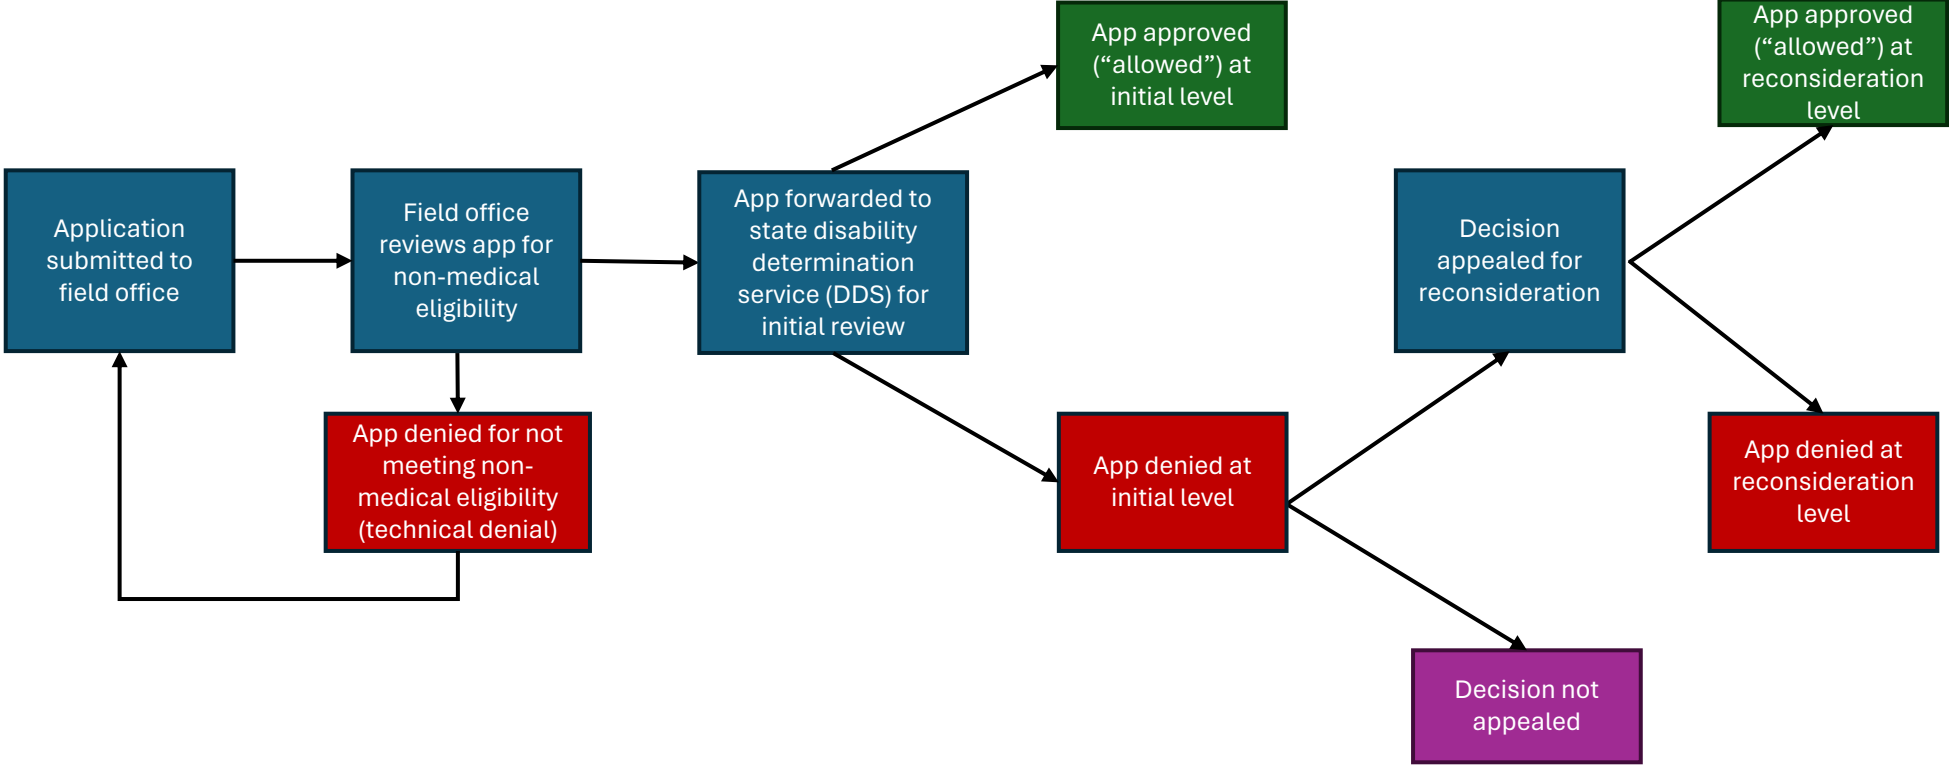 Application
submitted to
field office
Field office
reviews app for
non-medical
eligibility
App denied for not
meeting non-
medical eligibility
(technical denial)
App forwarded to
state disability
determination
service (DDS) for
initial review
App approved
(“allowed”) at
initial level
App denied at
initial level
Decision
appealed for
reconsideration
Decision not
appealed
App approved
(“allowed”) at
reconsideration
level
App denied at
reconsideration
level